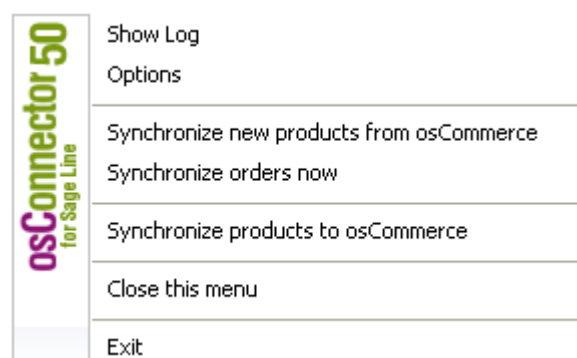 osConnector 50
for Sage Line
Show Log
Options
Synchronize new products from osCommerce
Synchronize orders now
Synchronize products to osCommerce
Close this menu
Exit